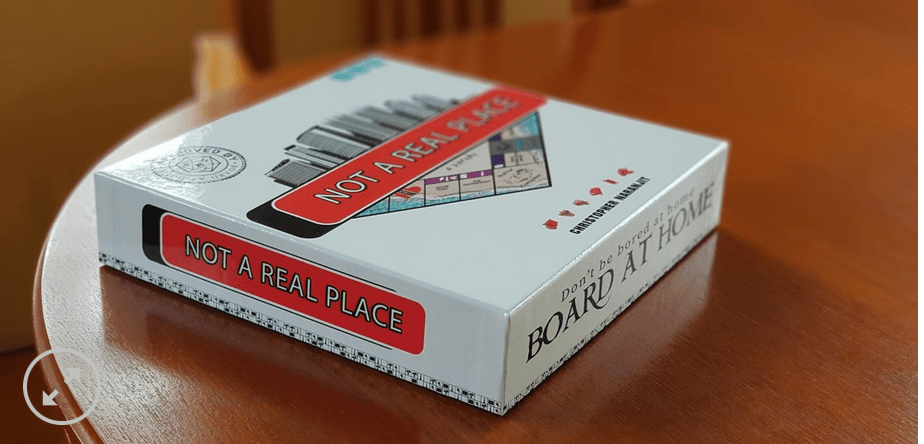 NOT A REAL PLACE
CHRISTOPHER NARANJIT
NOT A REAL PLACE
Don't be bored at home
BOARD AT HOME